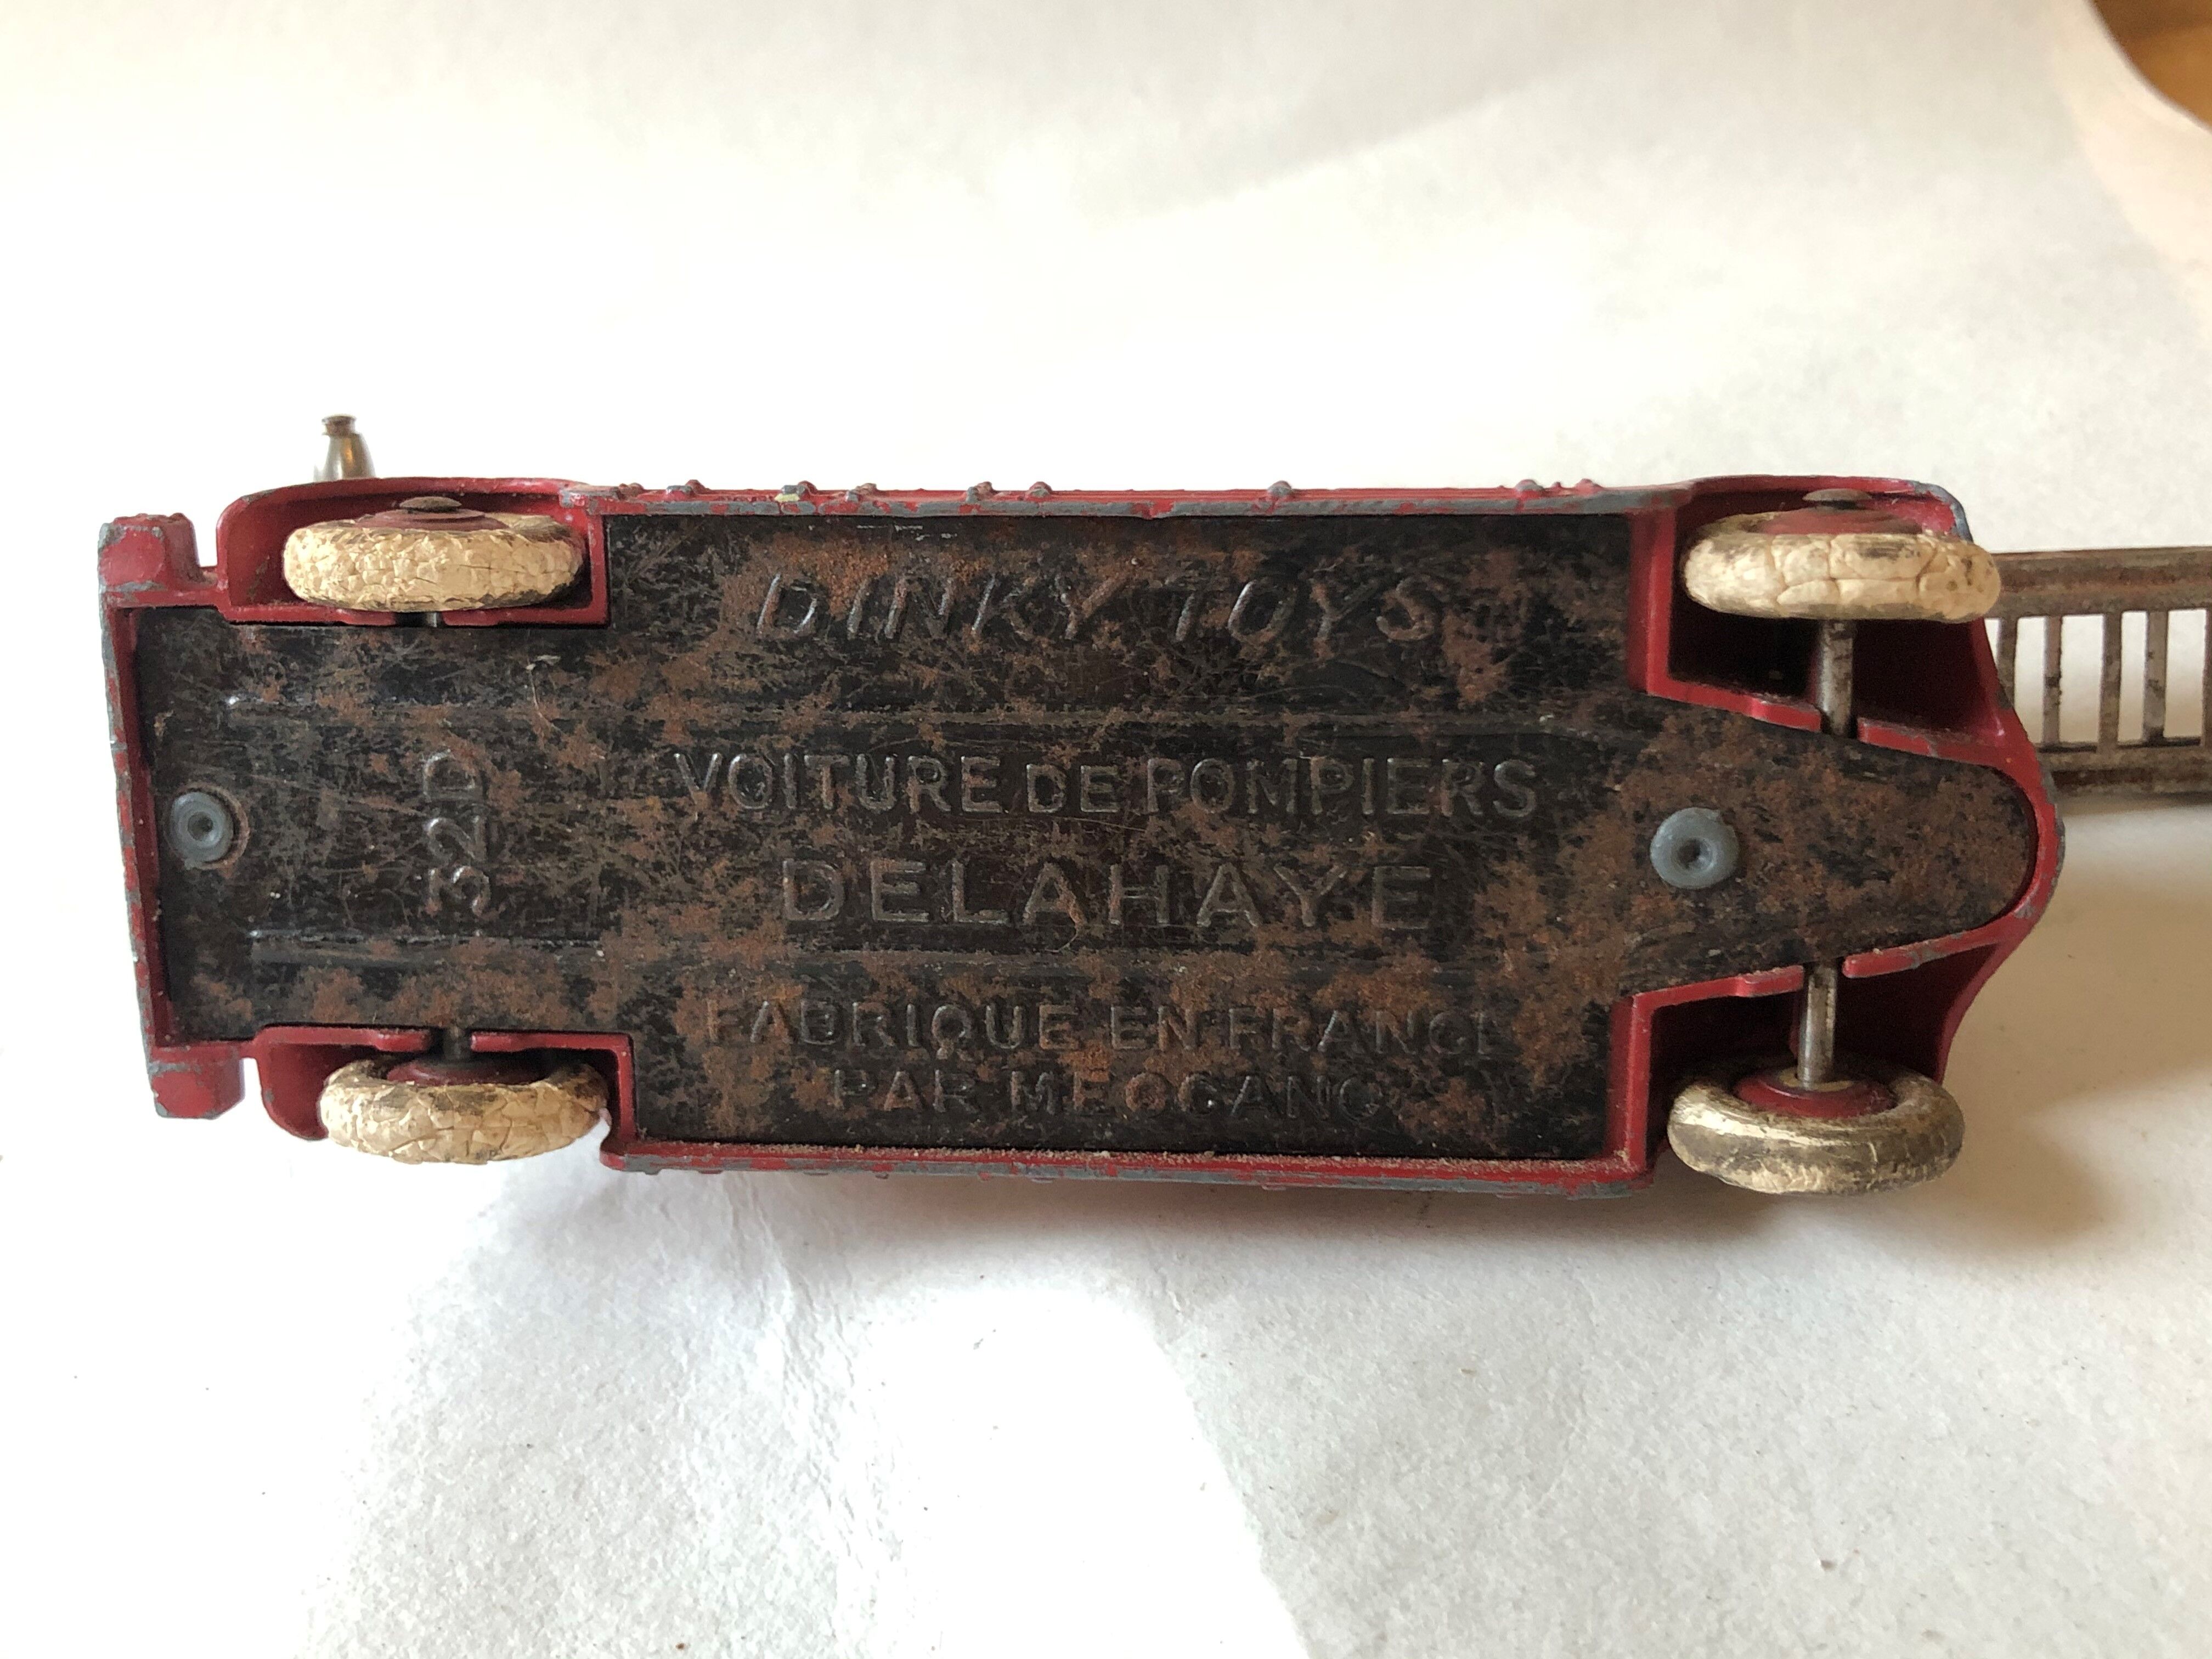 DINKY TOYS
VOITURE DE POMPIERS
DELAHAYE
FABRIQUE EN FRANCE
PAR MECCANO
32D